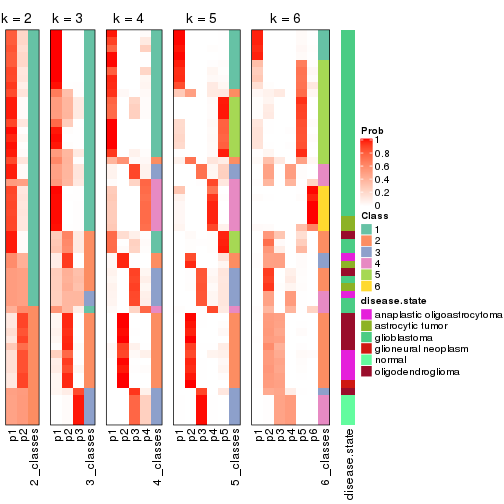 k = 2 k = 3 k = 4 k = 5 k = 6
Prob
1
0.8
0.6
0.4
0.2
0
Class
1
2
3
4
5
6
disease.state
anaplastic oligoastrocytoma
astrocytic tumor
glioblastoma
glioneural neoplasm
normal
oligodendroglioma
p1 p2 2_classes p1 p2 p3 3_classes p1 p2 p3 p4 4_classes p1 p2 p3 p4 p5 5_classes p1 p2 p3 p4 p5 p6 6_classes disease.state